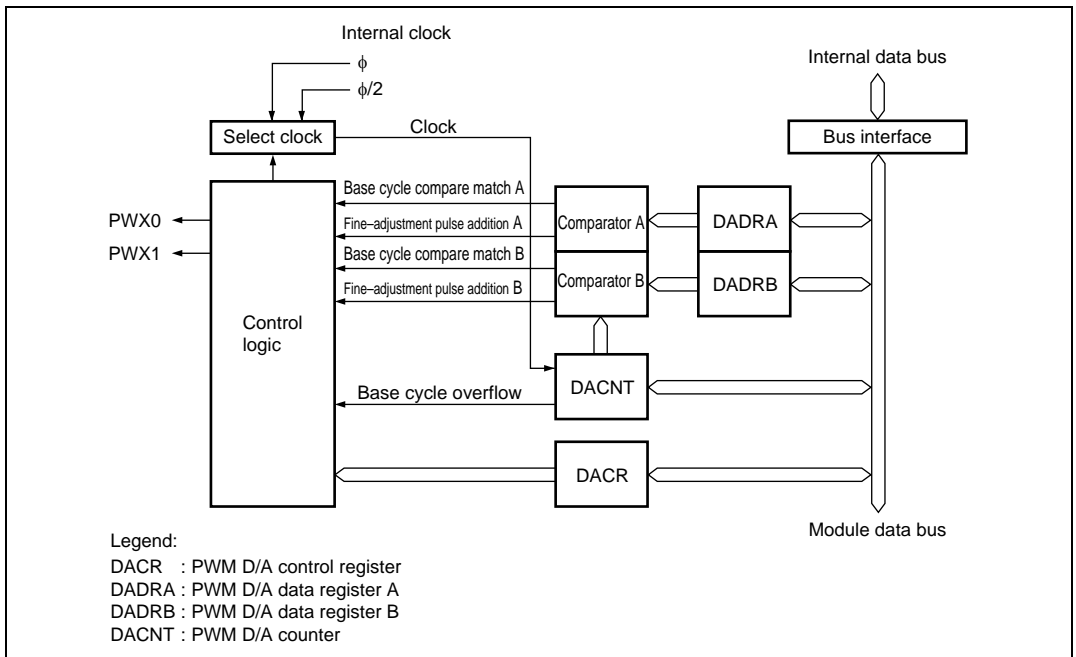 Internal clock
ϕ
ϕ/2
Internal data bus
Select clock
Clock
Bus interface
Base cycle compare match A
Fine–adjustment pulse addition A
Base cycle compare match B
Fine–adjustment pulse addition B
Comparator A
Comparator B
DADRA
DADRB
PWX0
PWX1
Control
logic
DACNT
Base cycle overflow
DACR
Module data bus
Legend:
DACR : PWM D/A control register
DADRA : PWM D/A data register A
DADRB : PWM D/A data register B
DACNT : PWM D/A counter